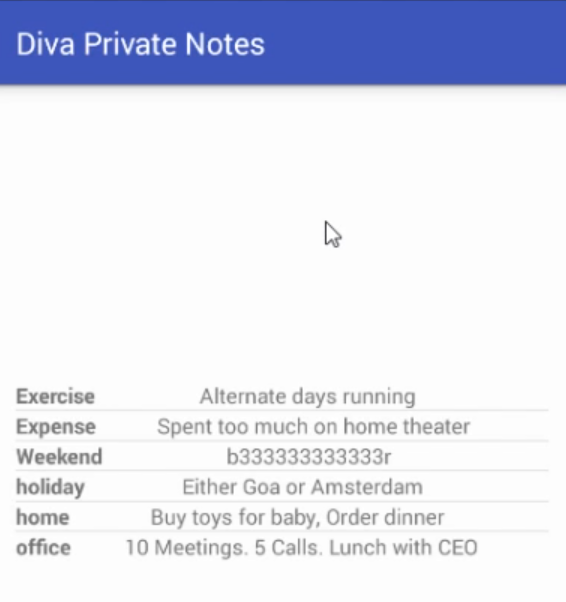 Diva Private Notes
Exercise Alternate days running
Expense Spent too much on home theater
Weekend b333333333333r
holiday Either Goa or Amsterdam
home Buy toys for baby, Order dinner
office 10 Meetings. 5 Calls. Lunch with CEO